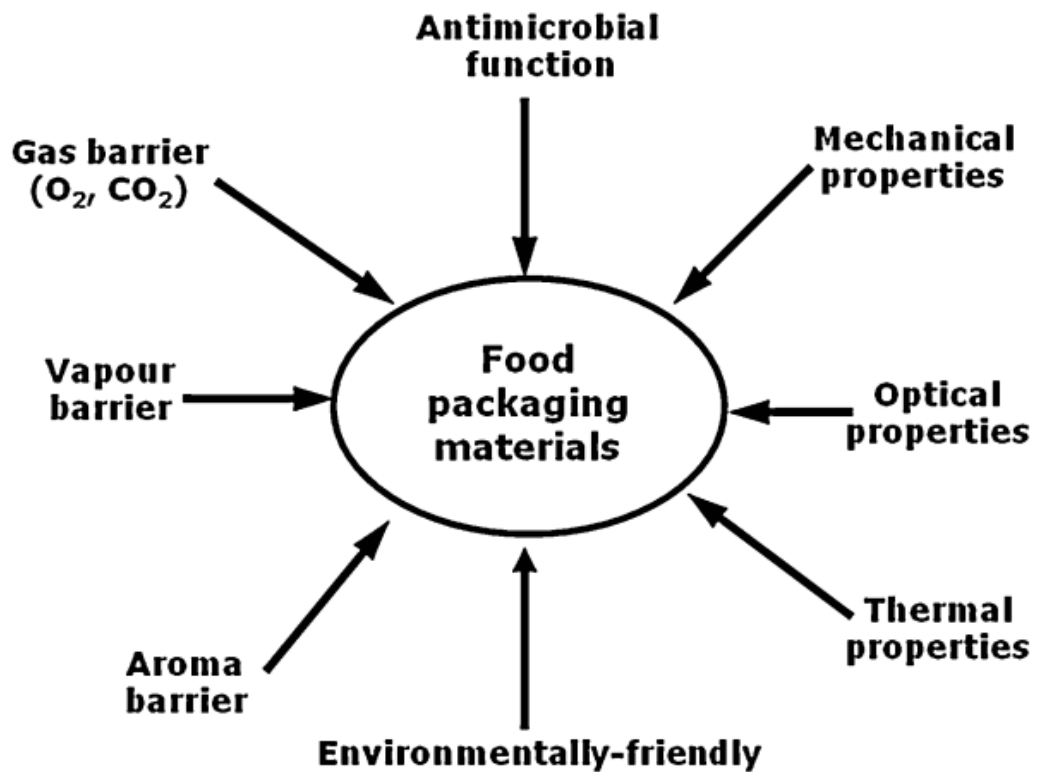 Antimicrobial
function
Gas barrier
(O₂, CO₂)
Mechanical
properties
Vapour
barrier
Food
packaging
materials
Optical
properties
Aroma
barrier
Thermal
properties
Environmentally-friendly